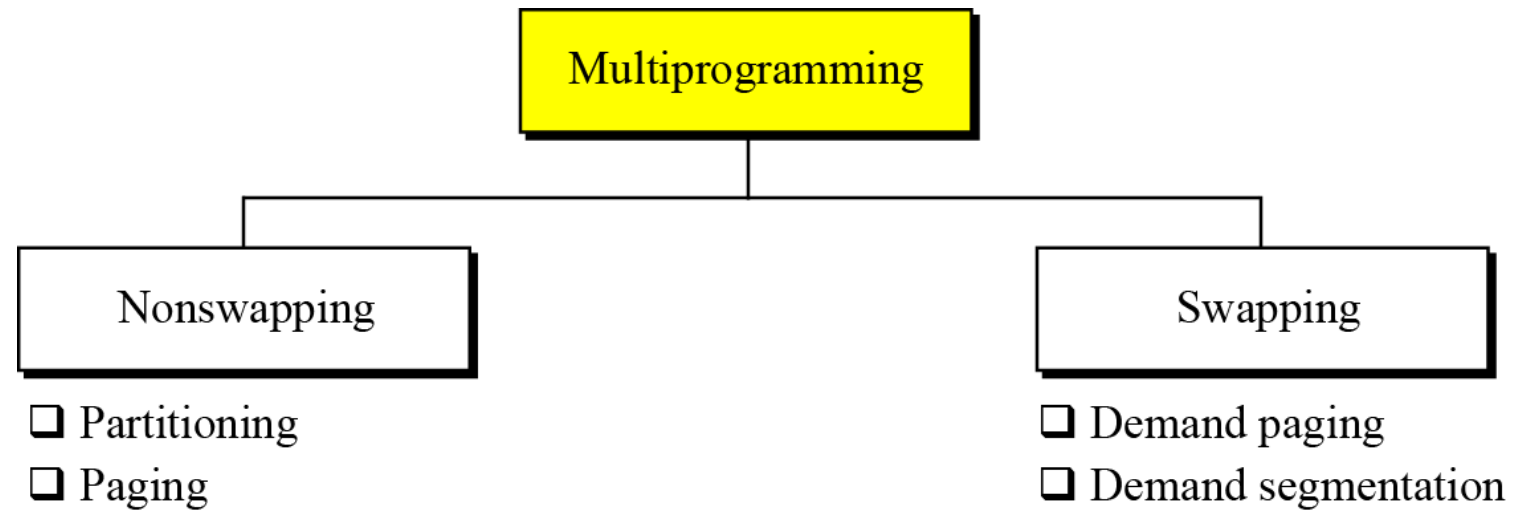 Multiprogramming
Nonswapping
Swapping
Partitioning
Paging
Demand paging
Demand segmentation